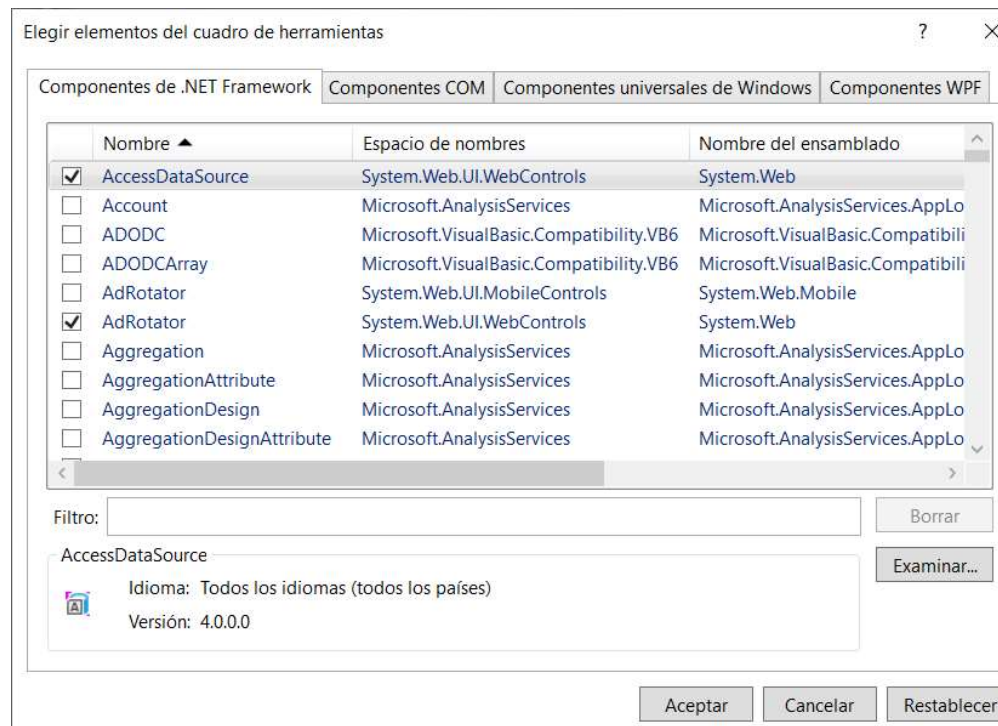 Elegir elementos del cuadro de herramientas ?
Componentes de .NET Framework Componentes COM Componentes universales de Windows Componentes WPF
Nombre Espacio de nombres Nombre del ensamblado
AccessDataSource System.Web.UI.WebControls System.Web
Account Microsoft.AnalysisServices Microsoft.AnalysisServices.AppLo
ADODC Microsoft.VisualBasic.Compatibility.VB6 Microsoft.VisualBasic.Compatibili
ADODCArray Microsoft.VisualBasic.Compatibility.VB6 Microsoft.VisualBasic.Compatibili
AdRotator System.Web.UI.MobileControls System.Web.Mobile
AdRotator System.Web.UI.WebControls System.Web
Aggregation Microsoft.AnalysisServices Microsoft.AnalysisServices.AppLo
AggregationAttribute Microsoft.AnalysisServices Microsoft.AnalysisServices.AppLo
AggregationDesign Microsoft.AnalysisServices Microsoft.AnalysisServices.AppLo
AggregationDesignAttribute Microsoft.AnalysisServices Microsoft.AnalysisServices.AppLo
Filtro: Borrar
AccessDataSource
Examinar...
Idioma: Todos los idiomas (todos los países)
Versión: 4.0.0.0
Aceptar Cancelar Restablecer